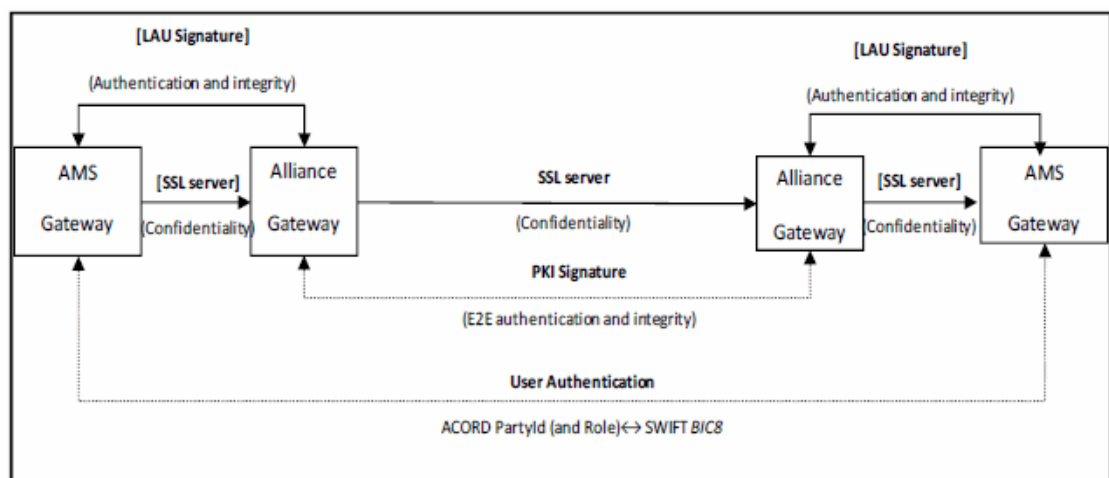 [LAU Signature]
(Authentication and integrity)
[LAU Signature]
(Authentication and integrity)
AMS
Gateway
[SSL server]
(Confidentiality)
Alliance
Gateway
SSL server
(Confidentiality)
Alliance
Gateway
[SSL server]
(Confidentiality)
AMS
Gateway
PKI Signature
(E2E authentication and integrity)
User Authentication
ACORD PartyId (and Role)↔ SWIFT BIC8